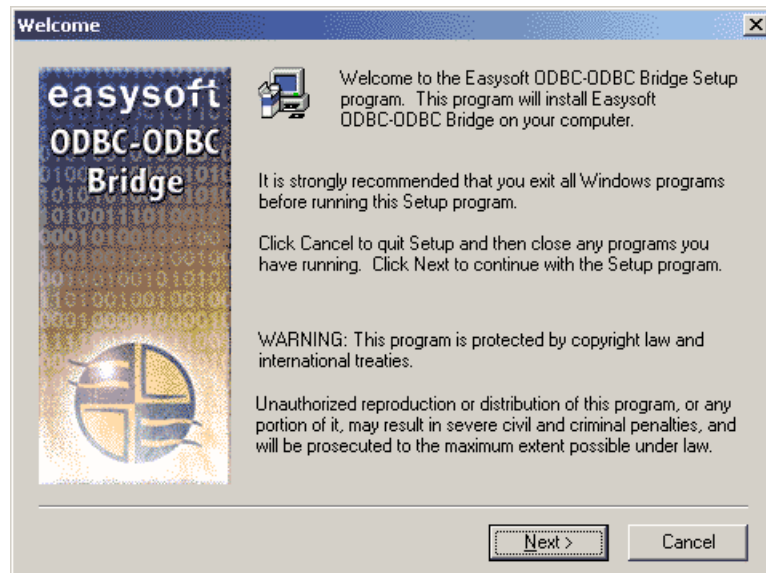 Welcome
easysoft
ODBC-ODBC
Bridge
Welcome to the Easysoft ODBC-ODBC Bridge Setup
program. This program will install Easysoft
ODBC-ODBC Bridge on your computer.
It is strongly recommended that you exit all Windows programs
before running this Setup program.
Click Cancel to quit Setup and then close any programs you
have running. Click Next to continue with the Setup program.
WARNING: This program is protected by copyright law and
international treaties.
Unauthorized reproduction or distribution of this program, or any
portion of it, may result in severe civil and criminal penalties, and
will be prosecuted to the maximum extent possible under law.
Next >
Cancel